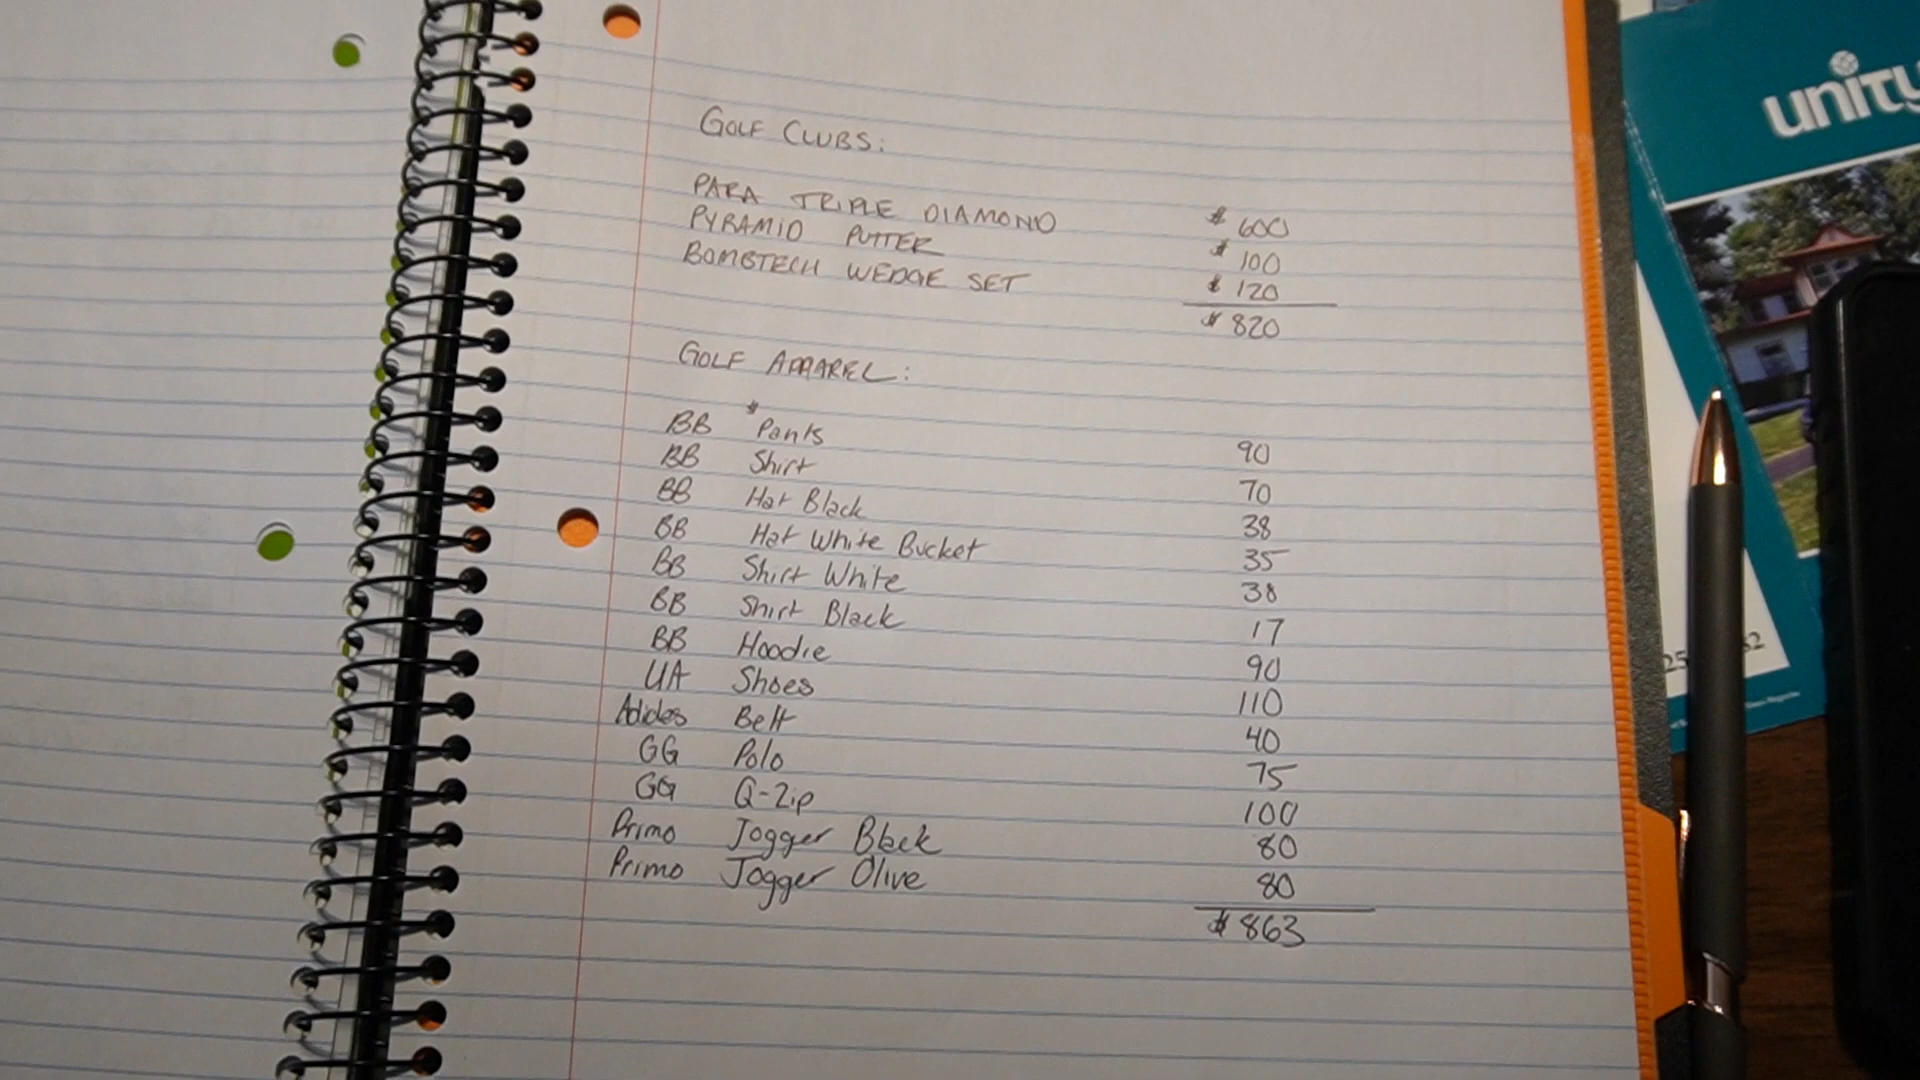 GOLF CLUBS:
PARA TRIPLE DIAMOND $ 600
PYRAMID PUTTER $ 100
BOMBTECH WEDGE SET $ 120
$ 820
GOLF APPAREL:
$
BB Pants 90
BB Shirt 70
BB Hat Black 38
BB Hat White Bucket 35
BB Shirt White 38
BB Shirt Black 17
BB Hoodie 90
UA Shoes 110
Adidas Belt 40
GG Polo 75
GG Q-Zip 100
Primo Jogger Black 80
Primo Jogger Olive 80
$ 863
unity